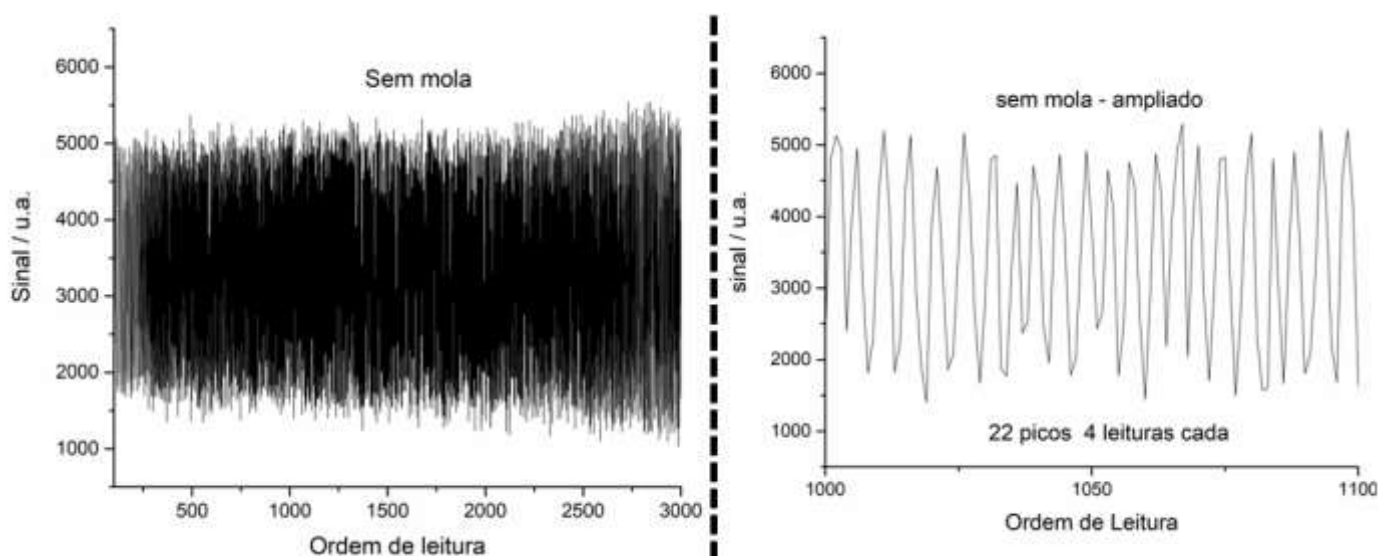 Sem mola
6000
5000
4000
3000
2000
1000
Sinal / u.a.
500 1000 1500 2000 2500 3000
Ordem de leitura
sem mola - ampliado
6000
5000
4000
3000
2000
1000
sinal / u.a.
22 picos 4 leituras cada
1000 1050 1100
Ordem de Leitura